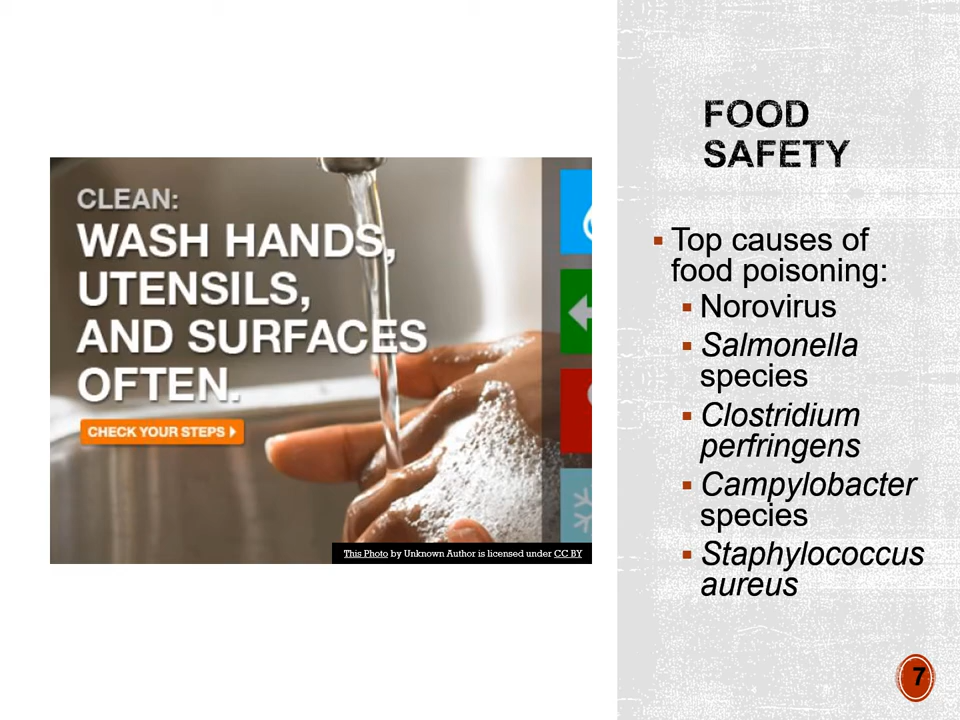 CLEAN:
WASH HANDS,
UTENSILS,
AND SURFACES
OFTEN.
CHECK YOUR STEPS
This Photo by Unknown Author is licensed under CC BY
FOOD
SAFETY
Top causes of
food poisoning:
Norovirus
Salmonella
species
Clostridium
perfringens
Campylobacter
species
Staphylococcus
aureus
7